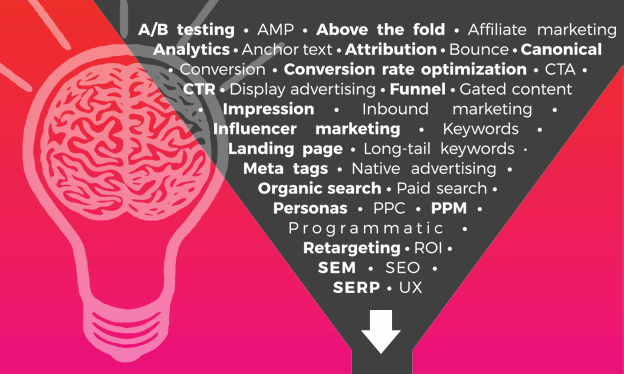 A/B testing • AMP • Above the fold • Affiliate marketing
Analytics • Anchor text • Attribution • Bounce • Canonical
• Conversion • Conversion rate optimization • CTA •
CTR • Display advertising • Funnel • Gated content
• Impression • Inbound marketing •
Influencer marketing • Keywords •
Landing page • Long-tail keywords •
Meta tags • Native advertising •
Organic search • Paid search •
Personas • PPC • PPM •
Programmatic •
Retargeting • ROI •
SEM • SEO •
SERP • UX